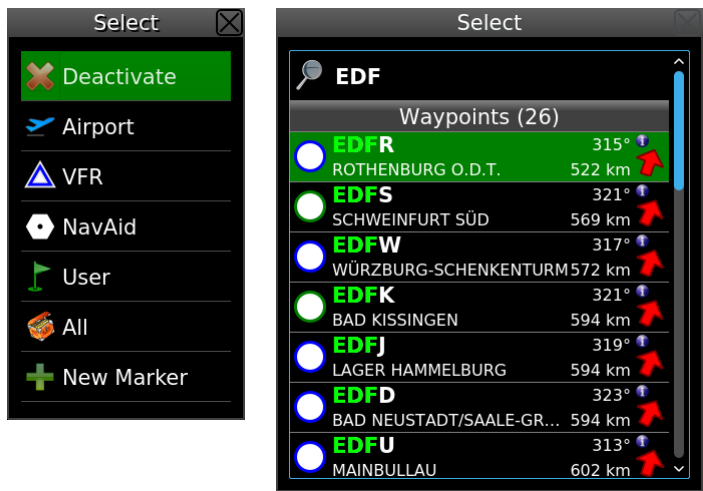 Select
Deactivate
Airport
VFR
NavAid
User
All
New Marker
Select
EDF
Waypoints (26)
EDFR 315°
ROTHENBURG O.D.T. 522 km
EDFS 321°
SCHWEINFURT SÜD 569 km
EDFW 317°
WÜRZBURG-SCHENKENTURM 572 km
EDFK 321°
BAD KISSINGEN 594 km
EDFJ 319°
LAGER HAMMELBURG 594 km
EDFD 323°
BAD NEUSTADT/SAALE-GR... 594 km
EDFU 313°
MAINBULLAU 602 km